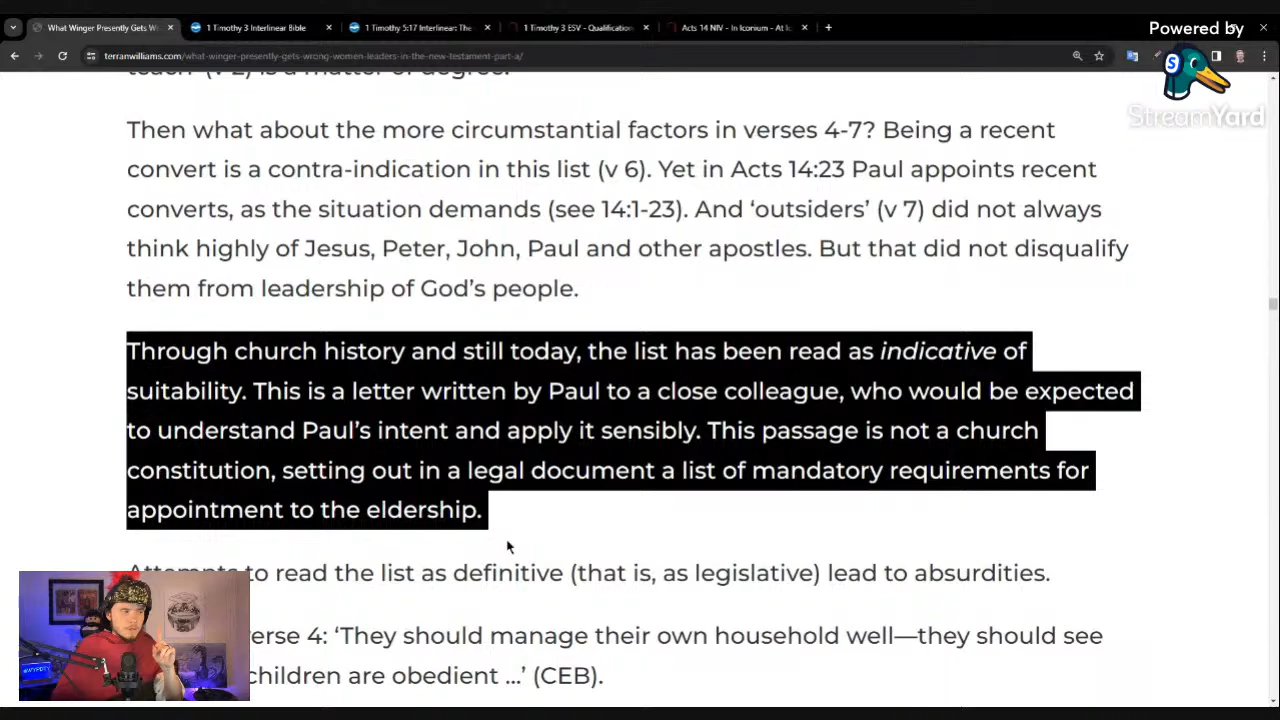 What Winger Presently Gets W
1 Timothy 3 Interlinear Bible
1 Timothy 5:17 Interlinear: The
1 Timothy 3 ESV - Qualification
Acts 14 NIV - In Iconium - At Ic
Powered by
terranwilliams.com/what-winger-presently-gets-wrong-women-leaders-in-the-new-testament-part-a/
StreamYard
teach' (v 2) is a matter of degree.
Then what about the more circumstantial factors in verses 4-7? Being a recent
convert is a contra-indication in this list (v 6). Yet in Acts 14:23 Paul appoints recent
converts, as the situation demands (see 14:1-23). And ‘outsiders’ (v 7) did not always
think highly of Jesus, Peter, John, Paul and other apostles. But that did not disqualify
them from leadership of God’s people.
Through church history and still today, the list has been read as indicative of
suitability. This is a letter written by Paul to a close colleague, who would be expected
to understand Paul’s intent and apply it sensibly. This passage is not a church
constitution, setting out in a legal document a list of mandatory requirements for
appointment to the eldership.
Attempts to read the list as definitive (that is, as legislative) lead to absurdities.
verse 4: ‘They should manage their own household well—they should see
children are obedient …’ (CEB).
#WYPDTY